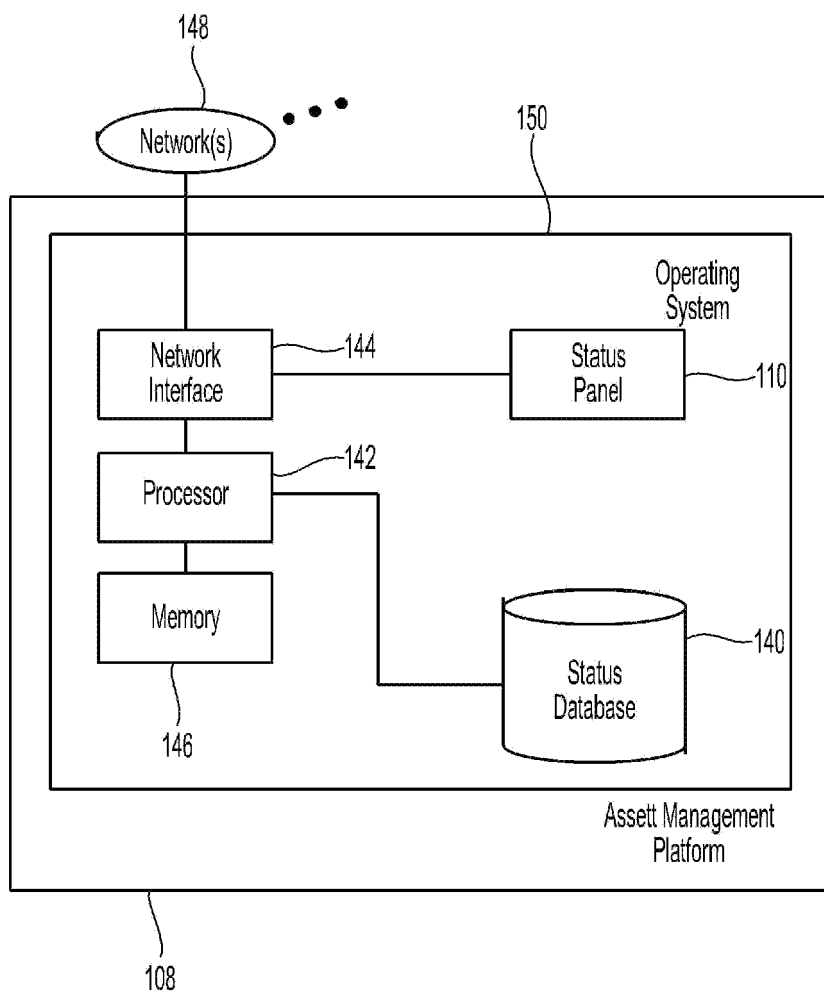 148
Network(s)
150
Operating
System
Network
Interface
144
Status
Panel
110
Processor
142
Memory
146
Status
Database
140
Assett Management
Platform
108